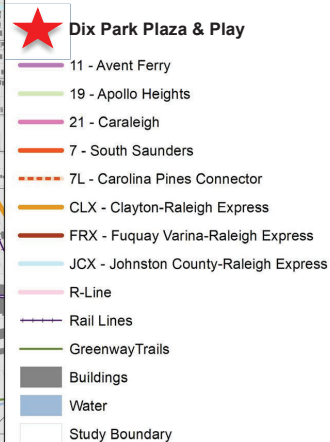 Dix Park Plaza & Play
11 - Avent Ferry
19 - Apollo Heights
21 - Caraleigh
7 - South Saunders
7L - Carolina Pines Connector
CLX - Clayton-Raleigh Express
FRX - Fuquay Varina-Raleigh Express
JCX - Johnston County-Raleigh Express
R-Line
Rail Lines
GreenwayTrails
Buildings
Water
Study Boundary